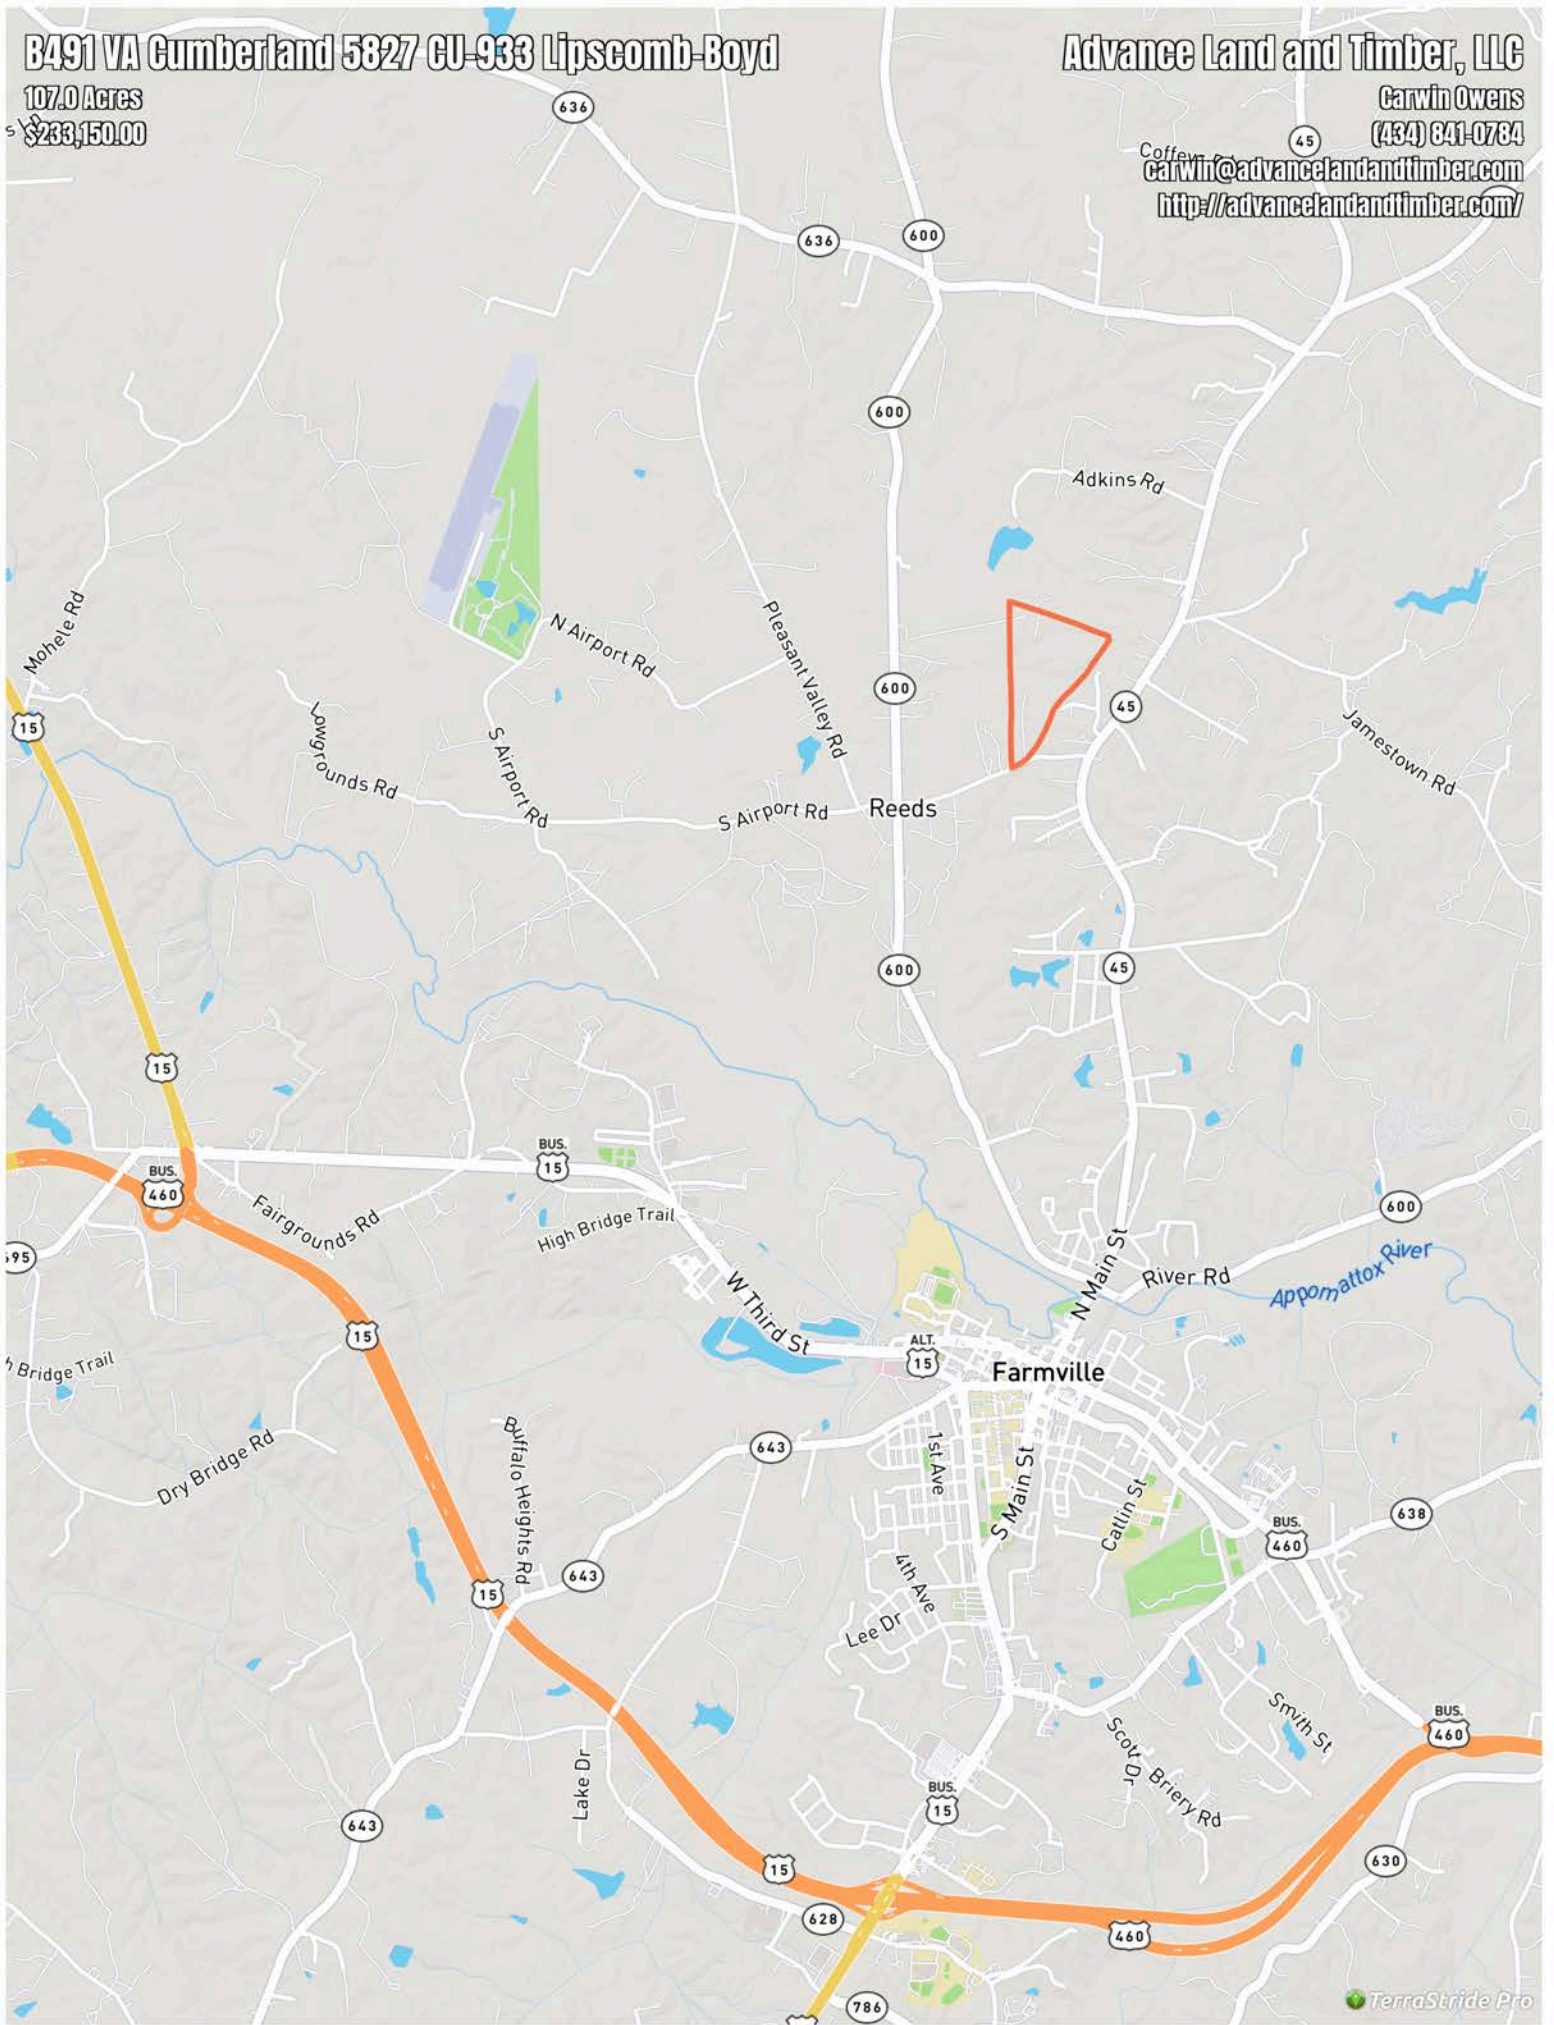 B491 VA Cumberland 5827 CU-933 Lipscomb-Boyd
107.0 Acres
$233,150.00
Advance Land and Timber, LLC
Carwin Owens
(434) 841-0784
carwin@advancelandandtimber.com
http://advancelandandtimber.com/
636
45
636
600
600
Adkins Rd
Mohele Rd
N Airport Rd
Pleasant Valley Rd
600
45
15
Lowgrounds Rd
S Airport Rd
Jamestown Rd
S Airport Rd
Reeds
600
45
15
BUS.
15
BUS.
460
Fairgrounds Rd
High Bridge Trail
600
N Main St
River Rd
Appomattox River
W Third St
15
ALT.
15
Farmville
Bridge Trail
Buffalo Heights Rd
643
1st Ave
S Main St
Dry Bridge Rd
Catlin St
638
BUS.
460
643
15
4th Ave
Lee Dr
Smith St
BUS.
460
Scott Dr
Briery Rd
Lake Dr
BUS.
15
643
15
630
628
460
786
TerraStride Pro